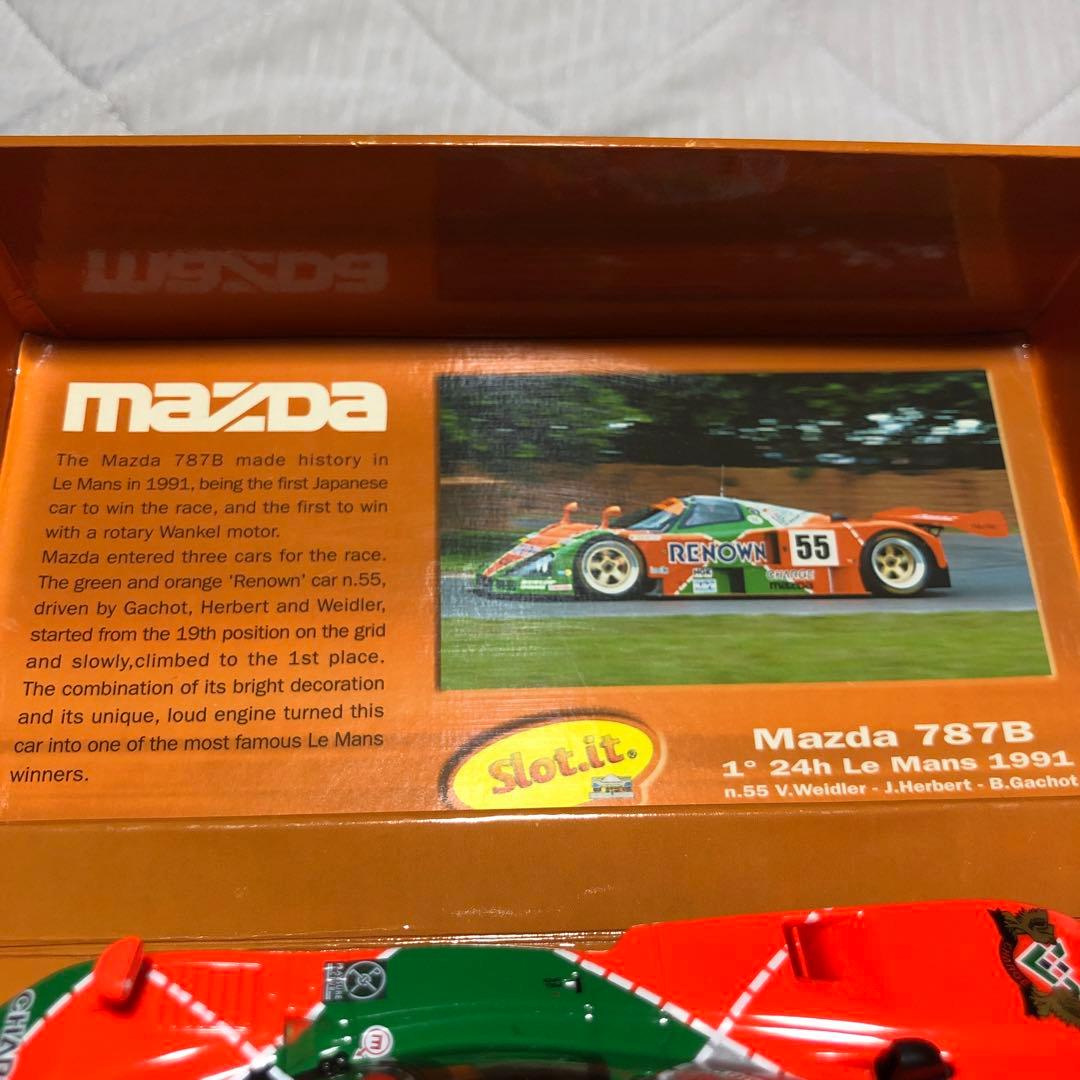 mazda
The Mazda 787B made history in
Le Mans in 1991, being the first Japanese
car to win the race, and the first to win
with a rotary Wankel motor.
Mazda entered three cars for the race.
The green and orange 'Renown' car n.55,
driven by Gachot, Herbert and Weidler,
started from the 19th position on the grid
and slowly,climbed to the 1st place.
The combination of its bright decoration
and its unique, loud engine turned this
car into one of the most famous Le Mans
winners.
RENOWN 55
CHARGE
mazda
Slot.it.
Mazda 787B
1° 24h Le Mans 1991
n.55 V.Weidler - J.Herbert - B.Gachot
CHAR